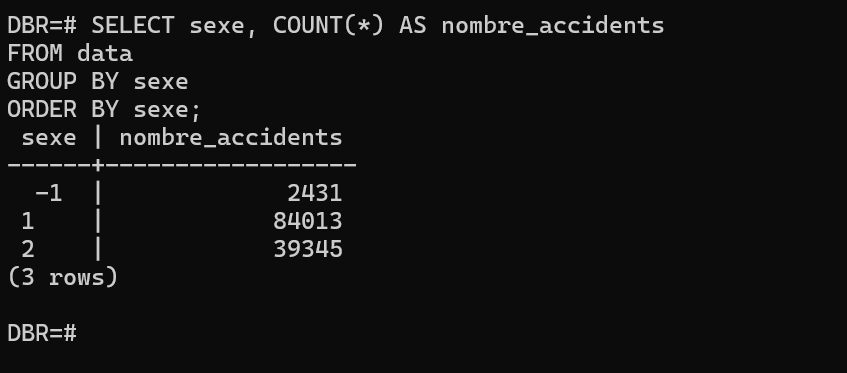 DBR=# SELECT sexe, COUNT(*) AS nombre_accidents
FROM data
GROUP BY sexe
ORDER BY sexe;
 sexe | nombre_accidents
------+------------------
  -1  |             2431
 1    |            84013
 2    |            39345
(3 rows)

DBR=#